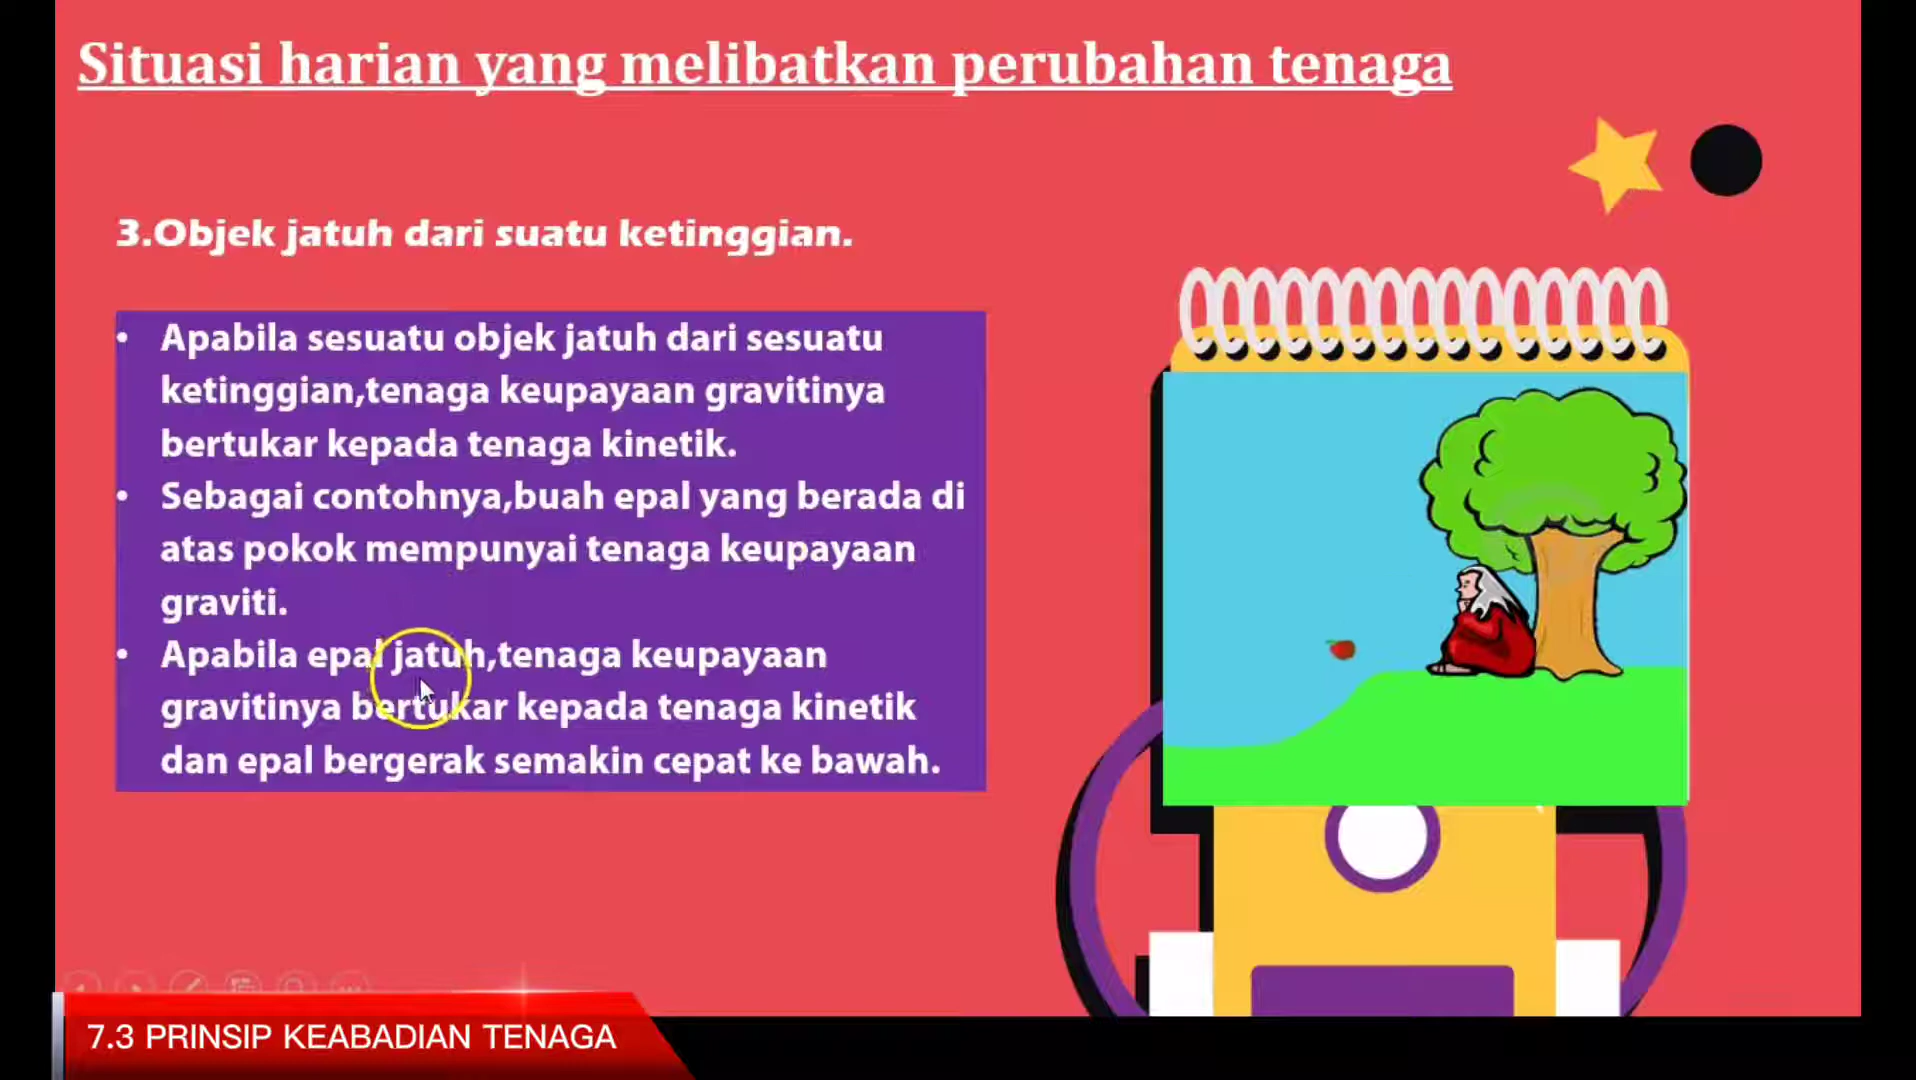 Situasi harian yang melibatkan perubahan tenaga
3.Objek jatuh dari suatu ketinggian.
• Apabila sesuatu objek jatuh dari sesuatu
ketinggian,tenaga keupayaan gravitinya
bertukar kepada tenaga kinetik.
• Sebagai contohnya,buah epal yang berada di
atas pokok mempunyai tenaga keupayaan
graviti.
• Apabila epal jatuh,tenaga keupayaan
gravitinya bertukar kepada tenaga kinetik
dan epal bergerak semakin cepat ke bawah.
7.3 PRINSIP KEABADIAN TENAGA